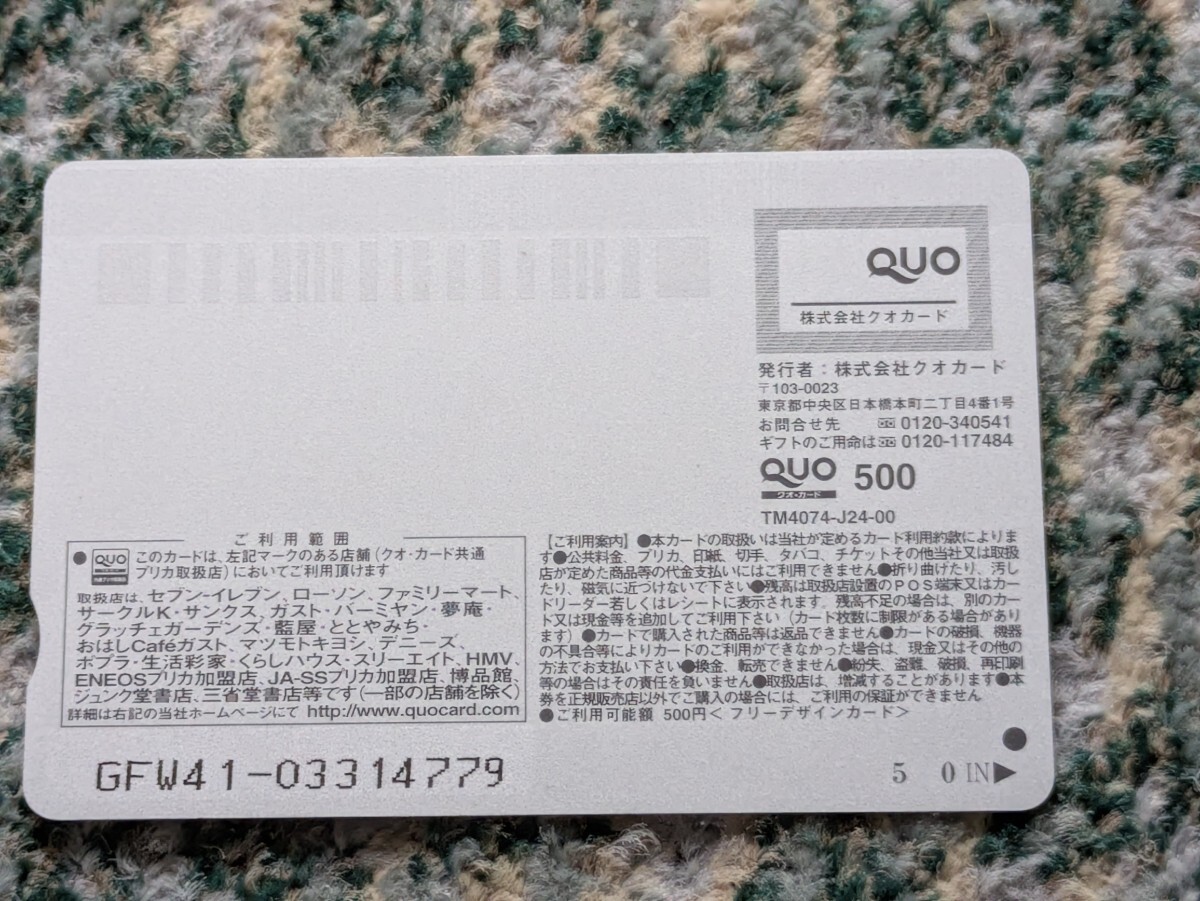 QUO
株式会社クオカード
発行者：株式会社クオカード
〒103-0023
東京都中央区日本橋本町二丁目4番1号
お問合せ先 0120-340541
ギフトのご用命は 0120-117484
QUO 500
クオ・カード
TM4074-J24-00
ご利用範囲
● QUO このカードは、左記マークのある店舗（クオ・カード共通
プリカ取扱店）においてご利用頂けます
取扱店は、セブン-イレブン、ローソン、ファミリーマート、
サークルK・サンクス、ガスト・バーミヤン・夢庵・
グラッチェガーデンズ・藍屋・ととやみち・
おはしCaféガスト、マツモトキヨシ、デニーズ、
ポプラ・生活彩家・くらしハウス・スリーエイト、HMV、
ENEOSプリカ加盟店、JA-SSプリカ加盟店、博品館、
ジュンク堂書店、三省堂書店等です（一部の店舗を除く）
詳細は右記の当社ホームページにて http://www.quocard.com
【ご利用案内】●本カードの取扱いは当社が定めるカード利用約款によりま
す●公共料金、プリカ、印紙、切手、タバコ、チケットその他当社又は取扱
店が定めた商品等の代金支払いにはご利用できません●折り曲げたり、汚し
たり、磁気に近づけないで下さい●残高は取扱店設置のPOS端末又はカー
ドリーダー若しくはレシートに表示されます。残高不足の場合は、別のカー
ド又は現金等を追加してご利用下さい（カード枚数に制限がある場合があり
ます）●カードで購入された商品等は返品できません●カードの破損、機器
の不具合等によりカードのご利用ができなかった場合は、現金又はその他の
方法でお支払い下さい●換金、転売できません●紛失、盗難、破損、再印刷
等の場合はその責任を負いません●取扱店は、増減することがあります●本
券を正規販売店以外でご購入の場合には、ご利用の保証ができません
●ご利用可能額 500円＜フリーデザインカード＞
GFW41-03314779
5 0 IN▶